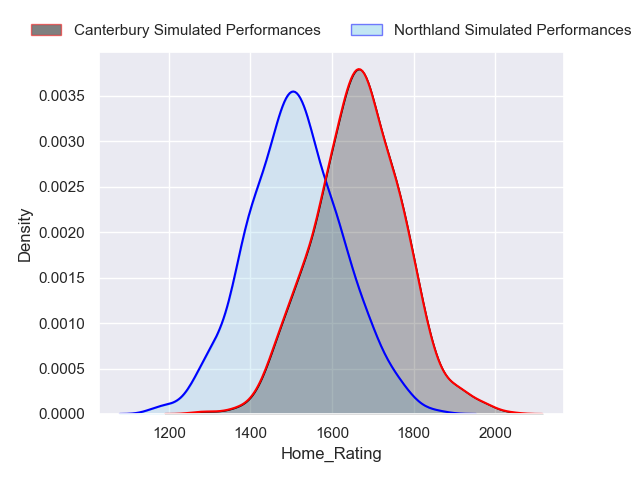 Canterbury Simulated Performances Northland Simulated Performances
0.0035
0.0030
0.0025
0.0020
0.0015
0.0010
0.0005
0.0000
Density
1200 1400 1600 1800 2000
Home_Rating